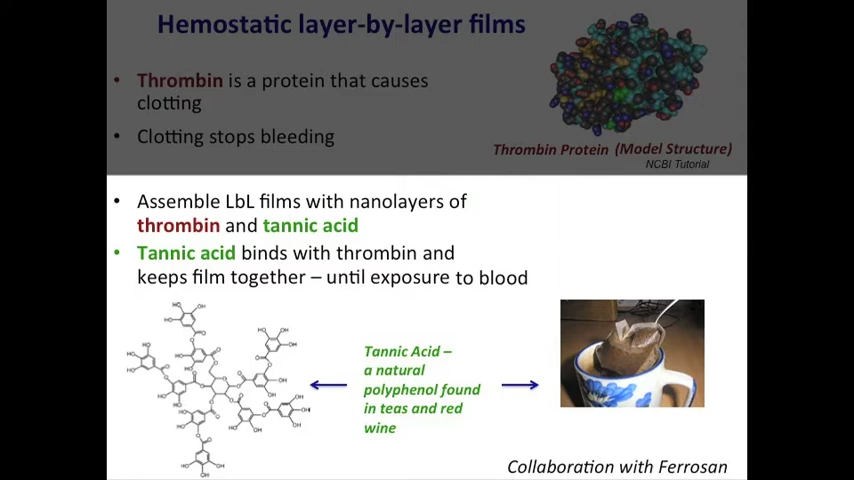 Hemostatic layer-by-layer films
• Thrombin is a protein that causes
clotting
• Clotting stops bleeding
Thrombin Protein (Model Structure)
NCBI Tutorial
• Assemble LbL films with nanolayers of
thrombin and tannic acid
• Tannic acid binds with thrombin and
keeps film together – until exposure to blood
Tannic Acid –
a natural
polyphenol found
in teas and red
wine
Collaboration with Ferrosan